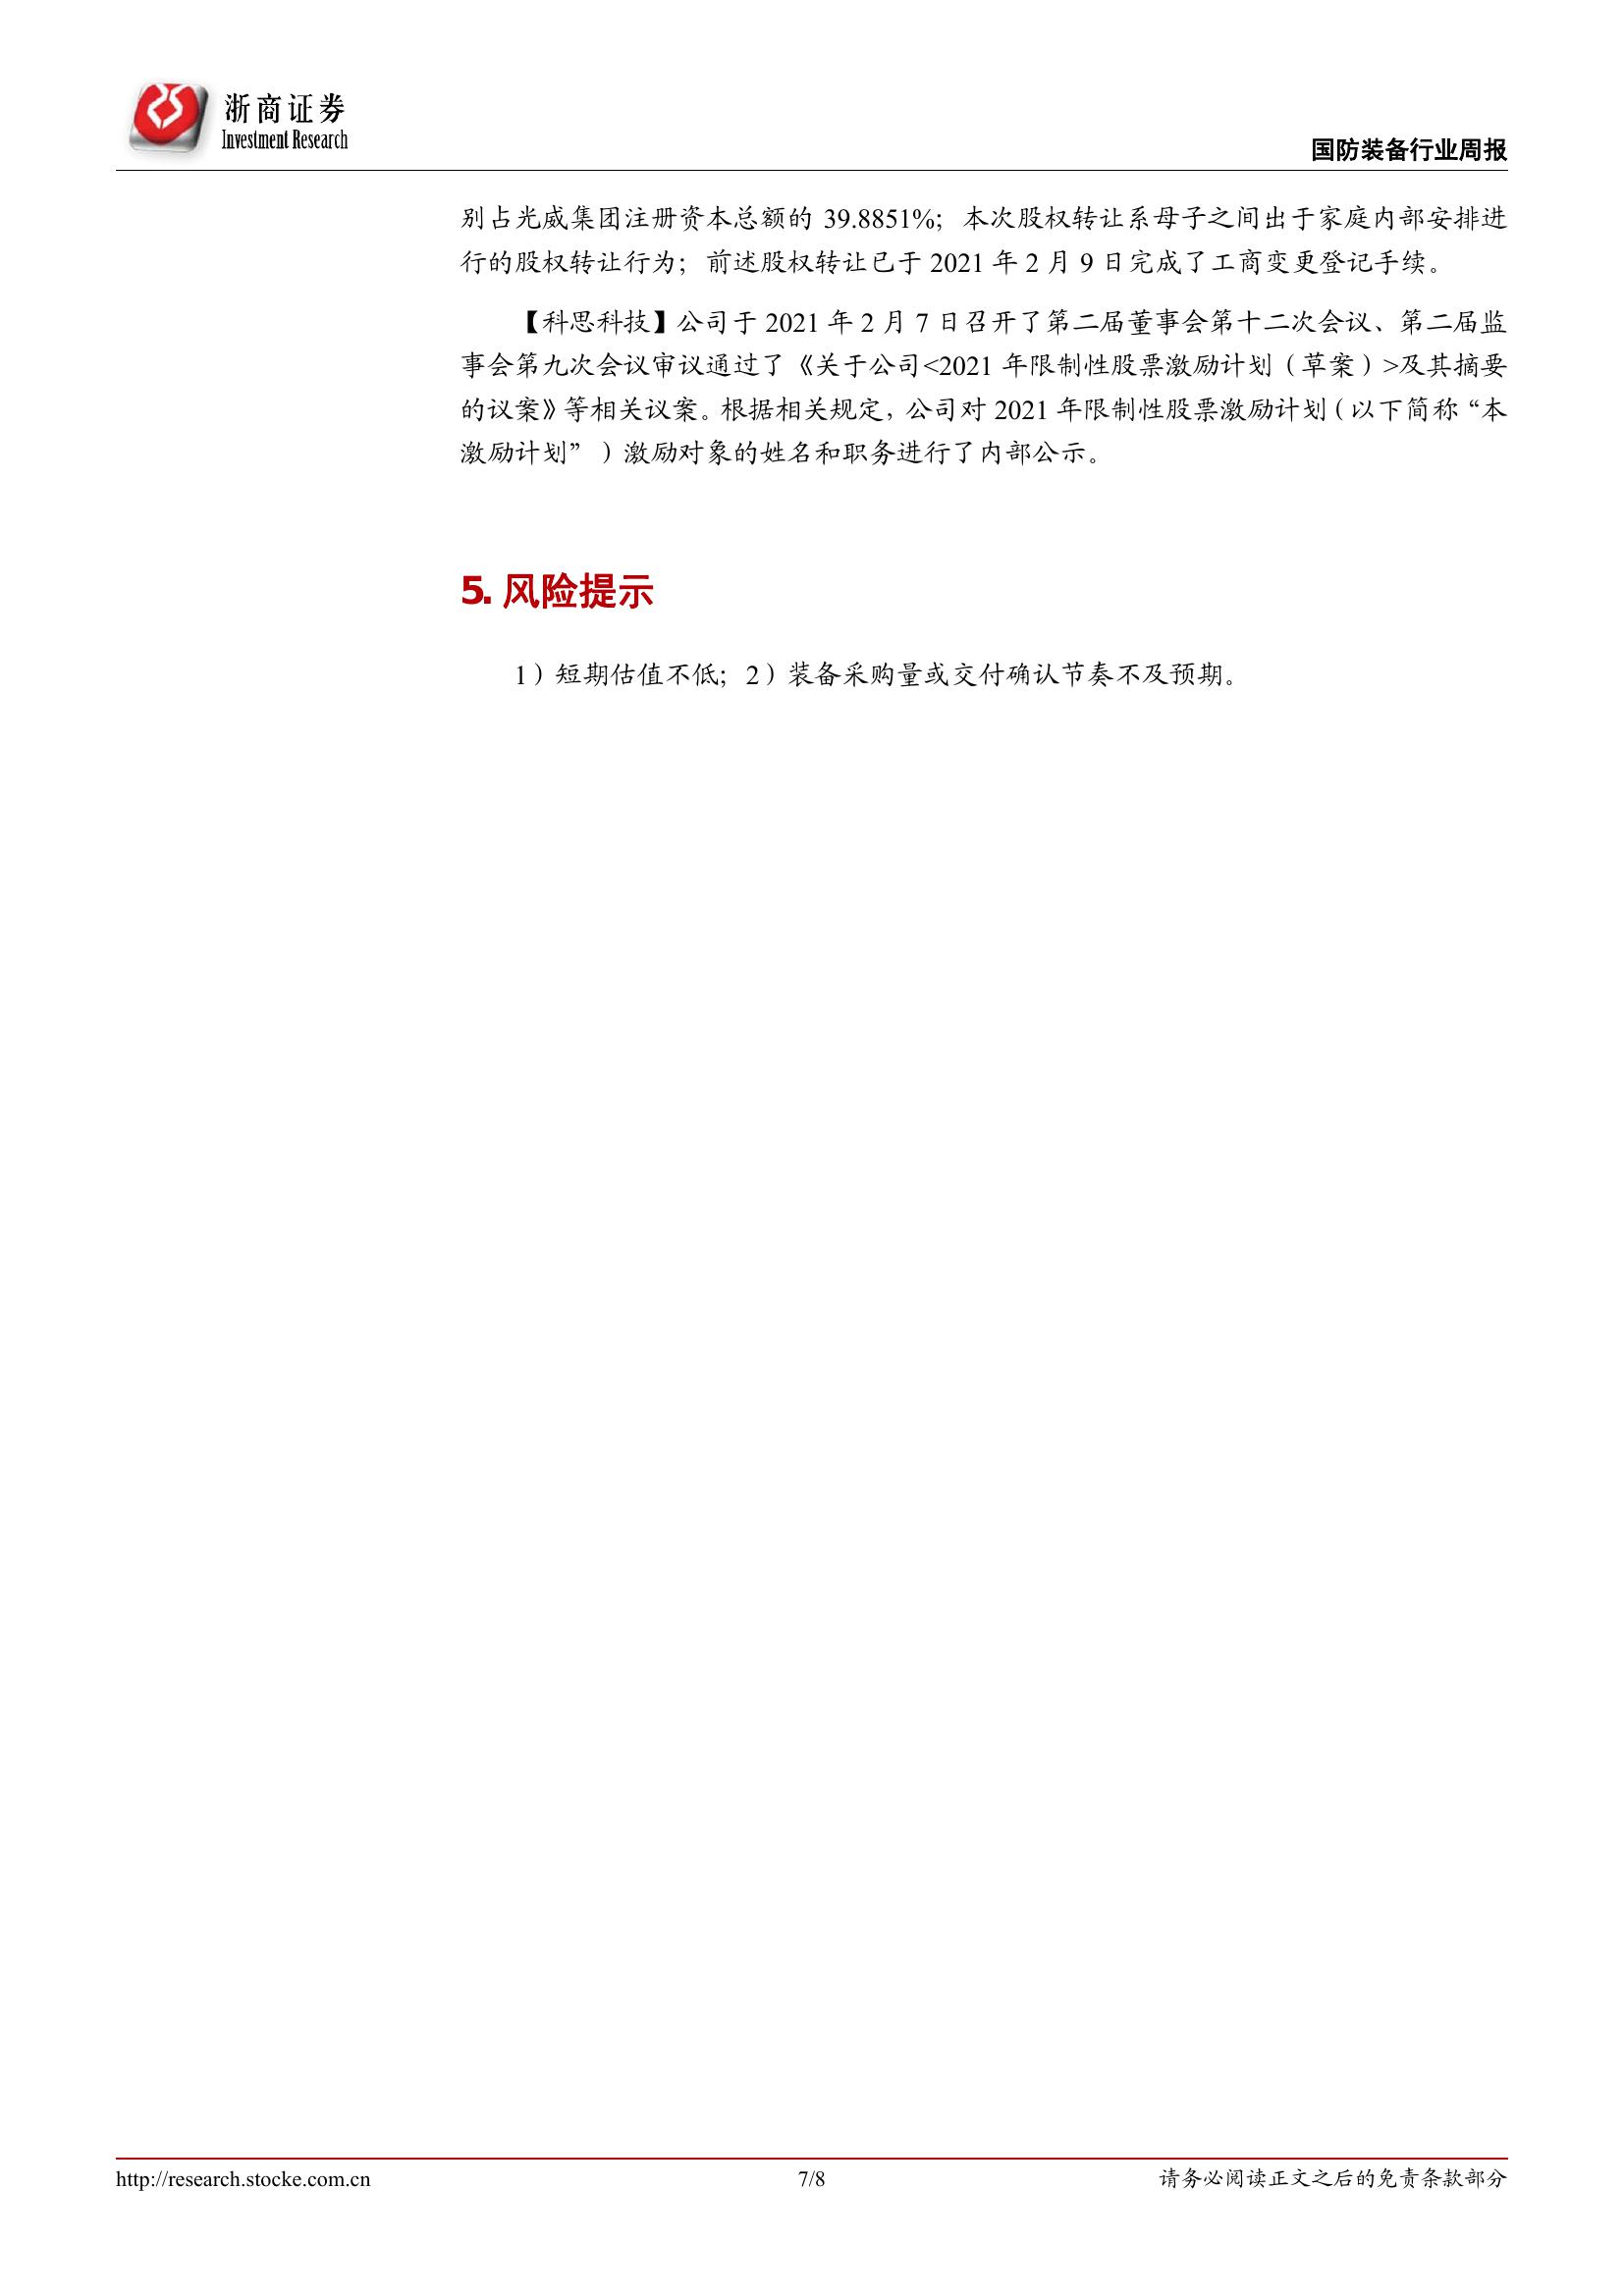 浙商证券
Investment Research
国防装备行业周报
别占光威集团注册资本总额的 39.8851%；本次股权转让系母子之间出于家庭内部安排进
行的股权转让行为；前述股权转让已于 2021 年 2 月 9 日完成了工商变更登记手续。
【科思科技】公司于 2021 年 2 月 7 日召开了第二届董事会第十二次会议、第二届监
事会第九次会议审议通过了《关于公司<2021 年限制性股票激励计划（草案）>及其摘要
的议案》等相关议案。根据相关规定，公司对 2021 年限制性股票激励计划（以下简称“本
激励计划”）激励对象的姓名和职务进行了内部公示。
5. 风险提示
1）短期估值不低；2）装备采购量或交付确认节奏不及预期。
http://research.stocke.com.cn
7/8
请务必阅读正文之后的免责条款部分